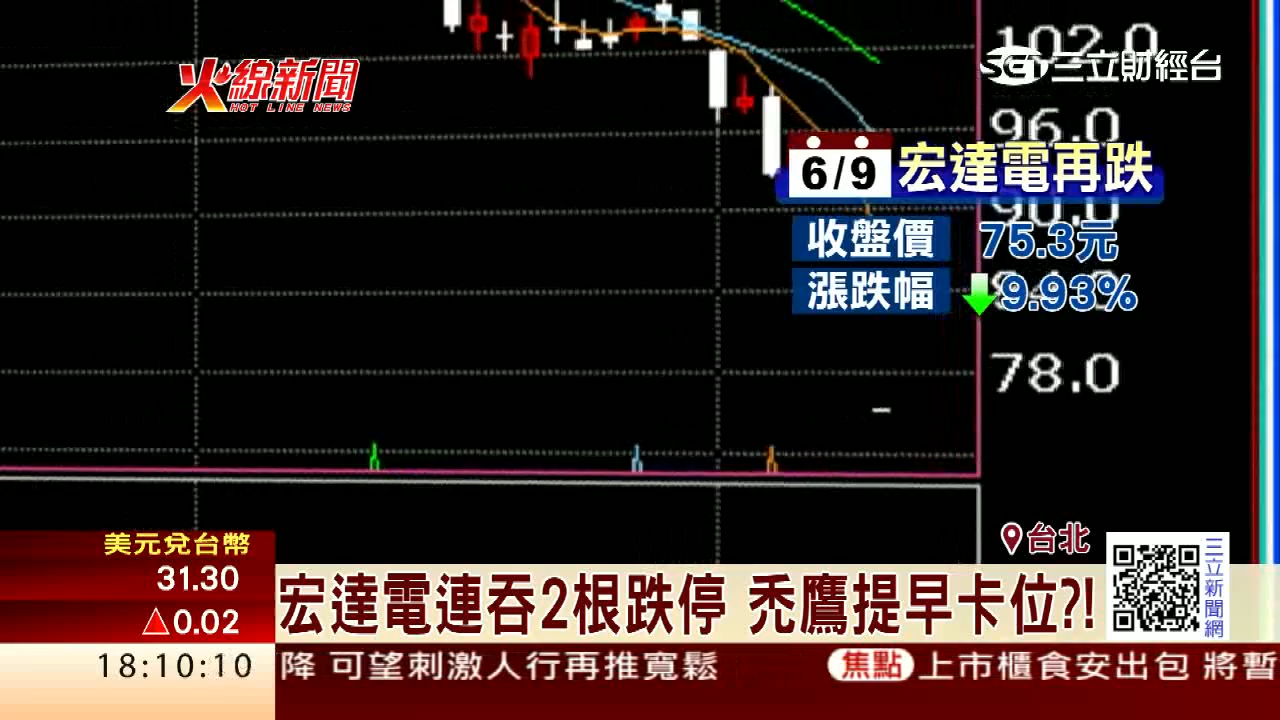 102.0
SET三立財經台
火線新聞
HOT LINE NEWS
96.0
6/9 宏達電再跌
90.0
收盤價 75.3元
漲跌幅 9.93%
78.0
台北
美元兌台幣
31.30
△0.02
宏達電連吞2根跌停 禿鷹提早卡位?!
三立新聞網
18:10:10
降 可望刺激人行再推寬鬆 焦點 上市櫃食安出包 將暫